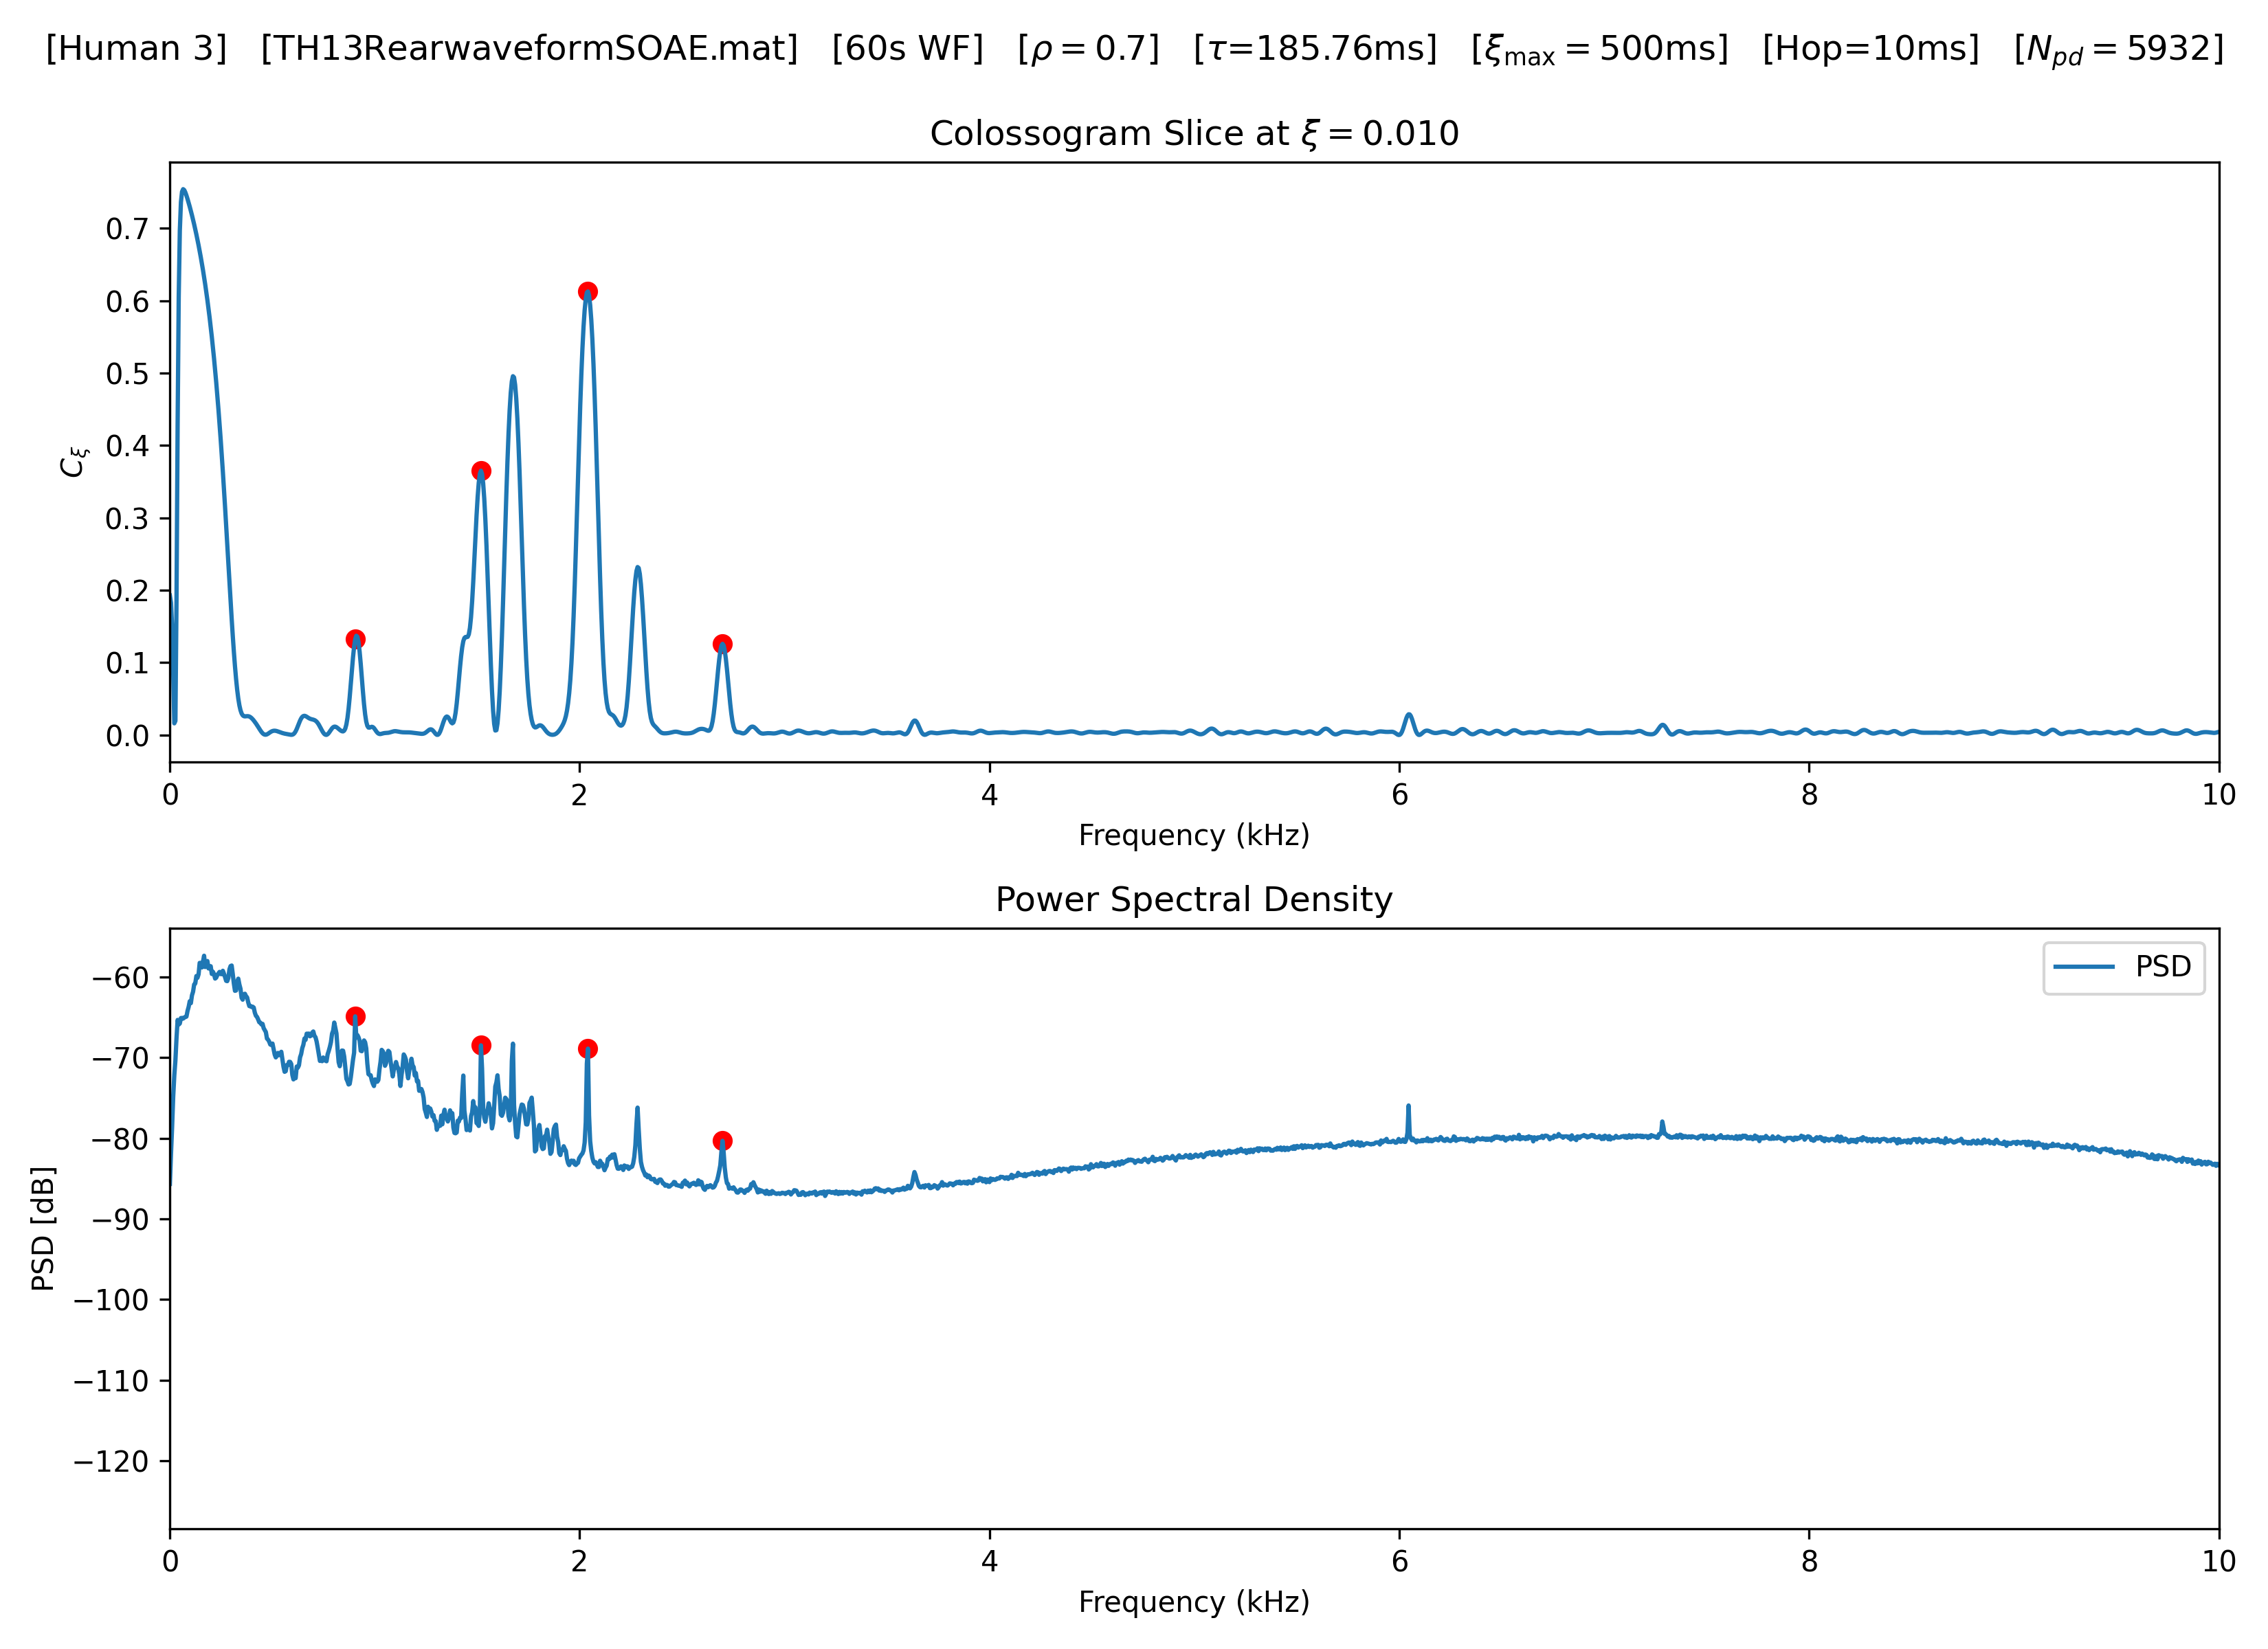 [Human 3] [TH13RearwaveformSOAE.mat] [60s WF] [ρ = 0.7] [τ=185.76ms] [ξmax = 500ms] [Hop=10ms] [Npd = 5932]
Colossogram Slice at ξ = 0.010
0.7
0.6
0.5
0.4
0.3
0.2
0.1
0.0
Cξ
0 2 4 6 8 10
Frequency (kHz)
Power Spectral Density
PSD
−60
−70
−80
−90
−100
−110
−120
PSD [dB]
0 2 4 6 8 10
Frequency (kHz)